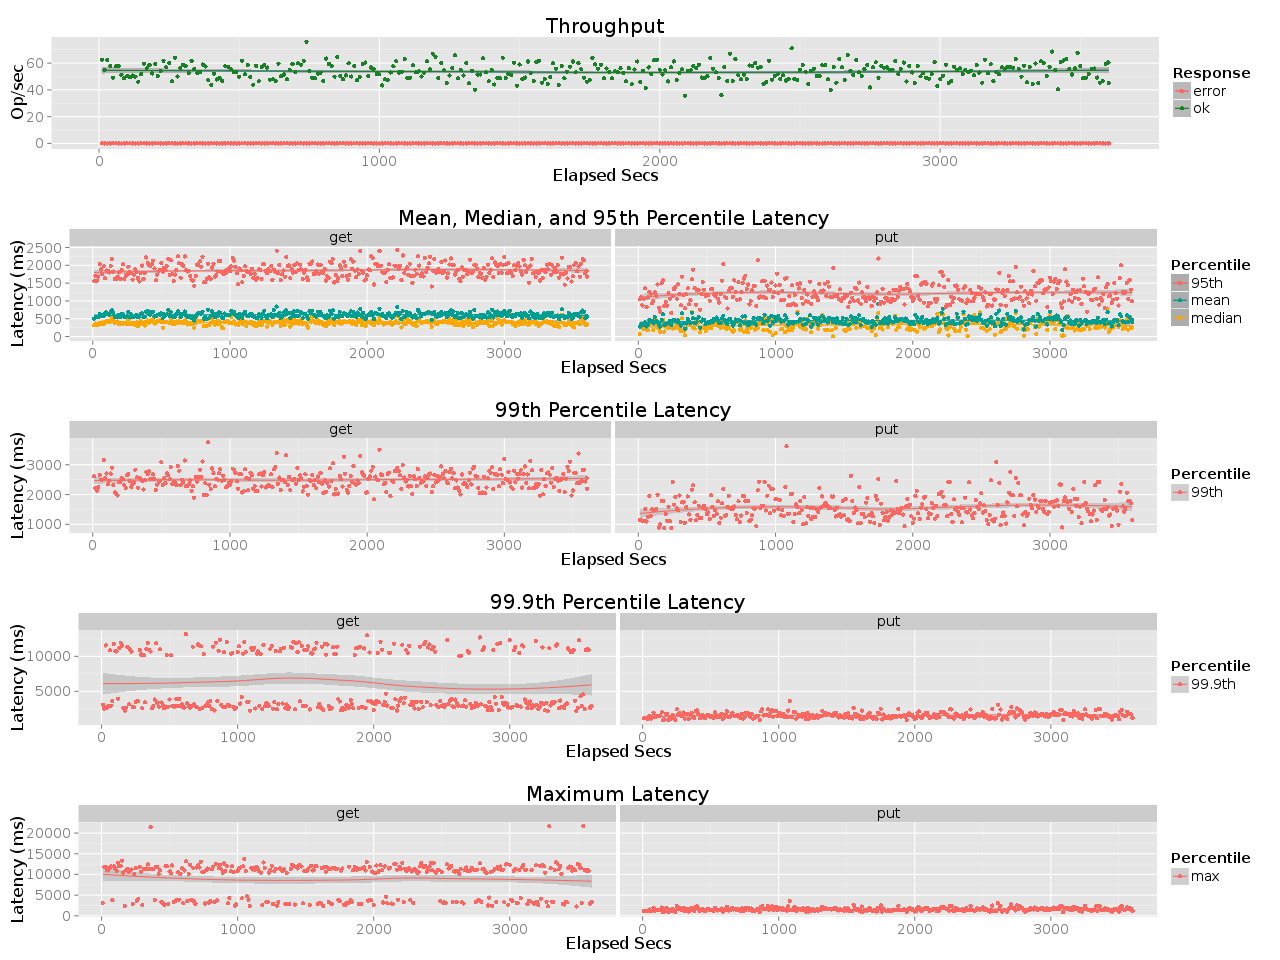 Throughput
Op/sec
60
40
20
0
0 1000 2000 3000
Elapsed Secs
Response
error
ok
Mean, Median, and 95th Percentile Latency
get put
Latency (ms)
2500
2000
1500
1000
500
0
0 1000 2000 3000 0 1000 2000 3000
Elapsed Secs
Percentile
95th
mean
median
99th Percentile Latency
get put
Latency (ms)
3000
2000
1000
0 1000 2000 3000 0 1000 2000 3000
Elapsed Secs
Percentile
99th
99.9th Percentile Latency
get put
Latency (ms)
10000
5000
0 1000 2000 3000 0 1000 2000 3000
Elapsed Secs
Percentile
99.9th
Maximum Latency
get put
Latency (ms)
20000
15000
10000
5000
0
0 1000 2000 3000 0 1000 2000 3000
Elapsed Secs
Percentile
max